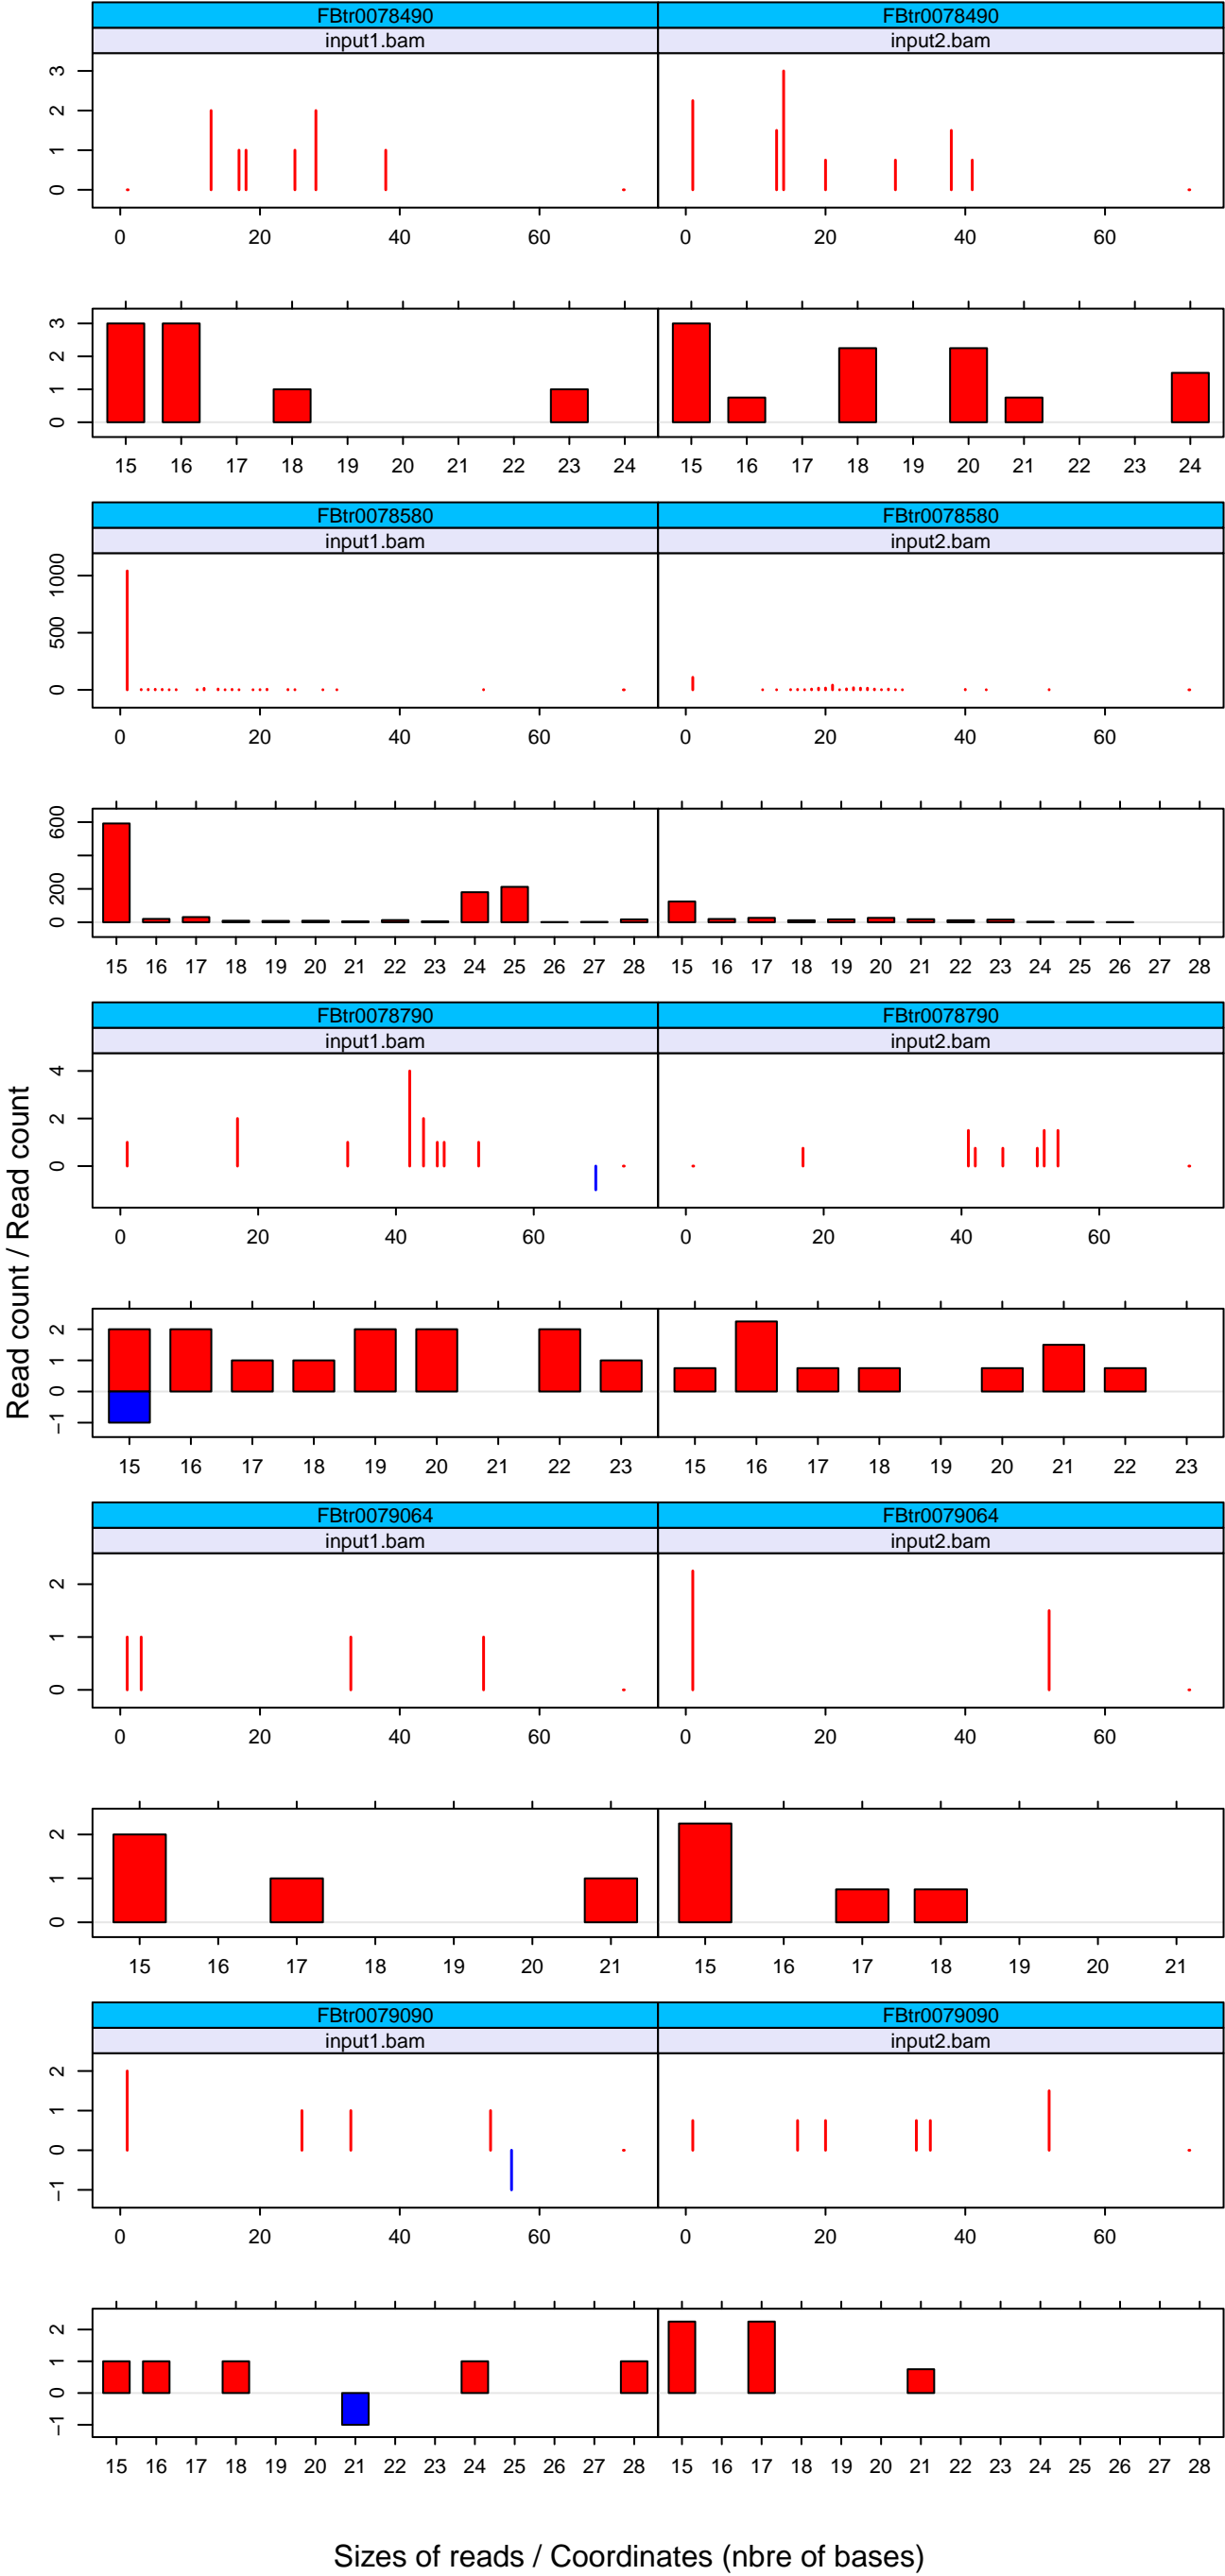 FBtr0078490 FBtr0078490
input1.bam input2.bam
3
2
1
0
0 20 40 60 0 20 40 60
3
2
1
0
15 16 17 18 19 20 21 22 23 24 15 16 17 18 19 20 21 22 23 24
FBtr0078580 FBtr0078580
input1.bam input2.bam
1000
500
0
0 20 40 60 0 20 40 60
600
200
0
15 16 17 18 19 20 21 22 23 24 25 26 27 28 15 16 17 18 19 20 21 22 23 24 25 26 27 28
FBtr0078790 FBtr0078790
input1.bam input2.bam
4
2
0
0 20 40 60 0 20 40 60
Read count / Read count
2
1
0
−1
15 16 17 18 19 20 21 22 23 15 16 17 18 19 20 21 22 23
FBtr0079064 FBtr0079064
input1.bam input2.bam
2
1
0
0 20 40 60 0 20 40 60
2
1
0
15 16 17 18 19 20 21 15 16 17 18 19 20 21
FBtr0079090 FBtr0079090
input1.bam input2.bam
2
1
0
−1
0 20 40 60 0 20 40 60
2
1
0
−1
15 16 17 18 19 20 21 22 23 24 25 26 27 28 15 16 17 18 19 20 21 22 23 24 25 26 27 28
Sizes of reads / Coordinates (nbre of bases)